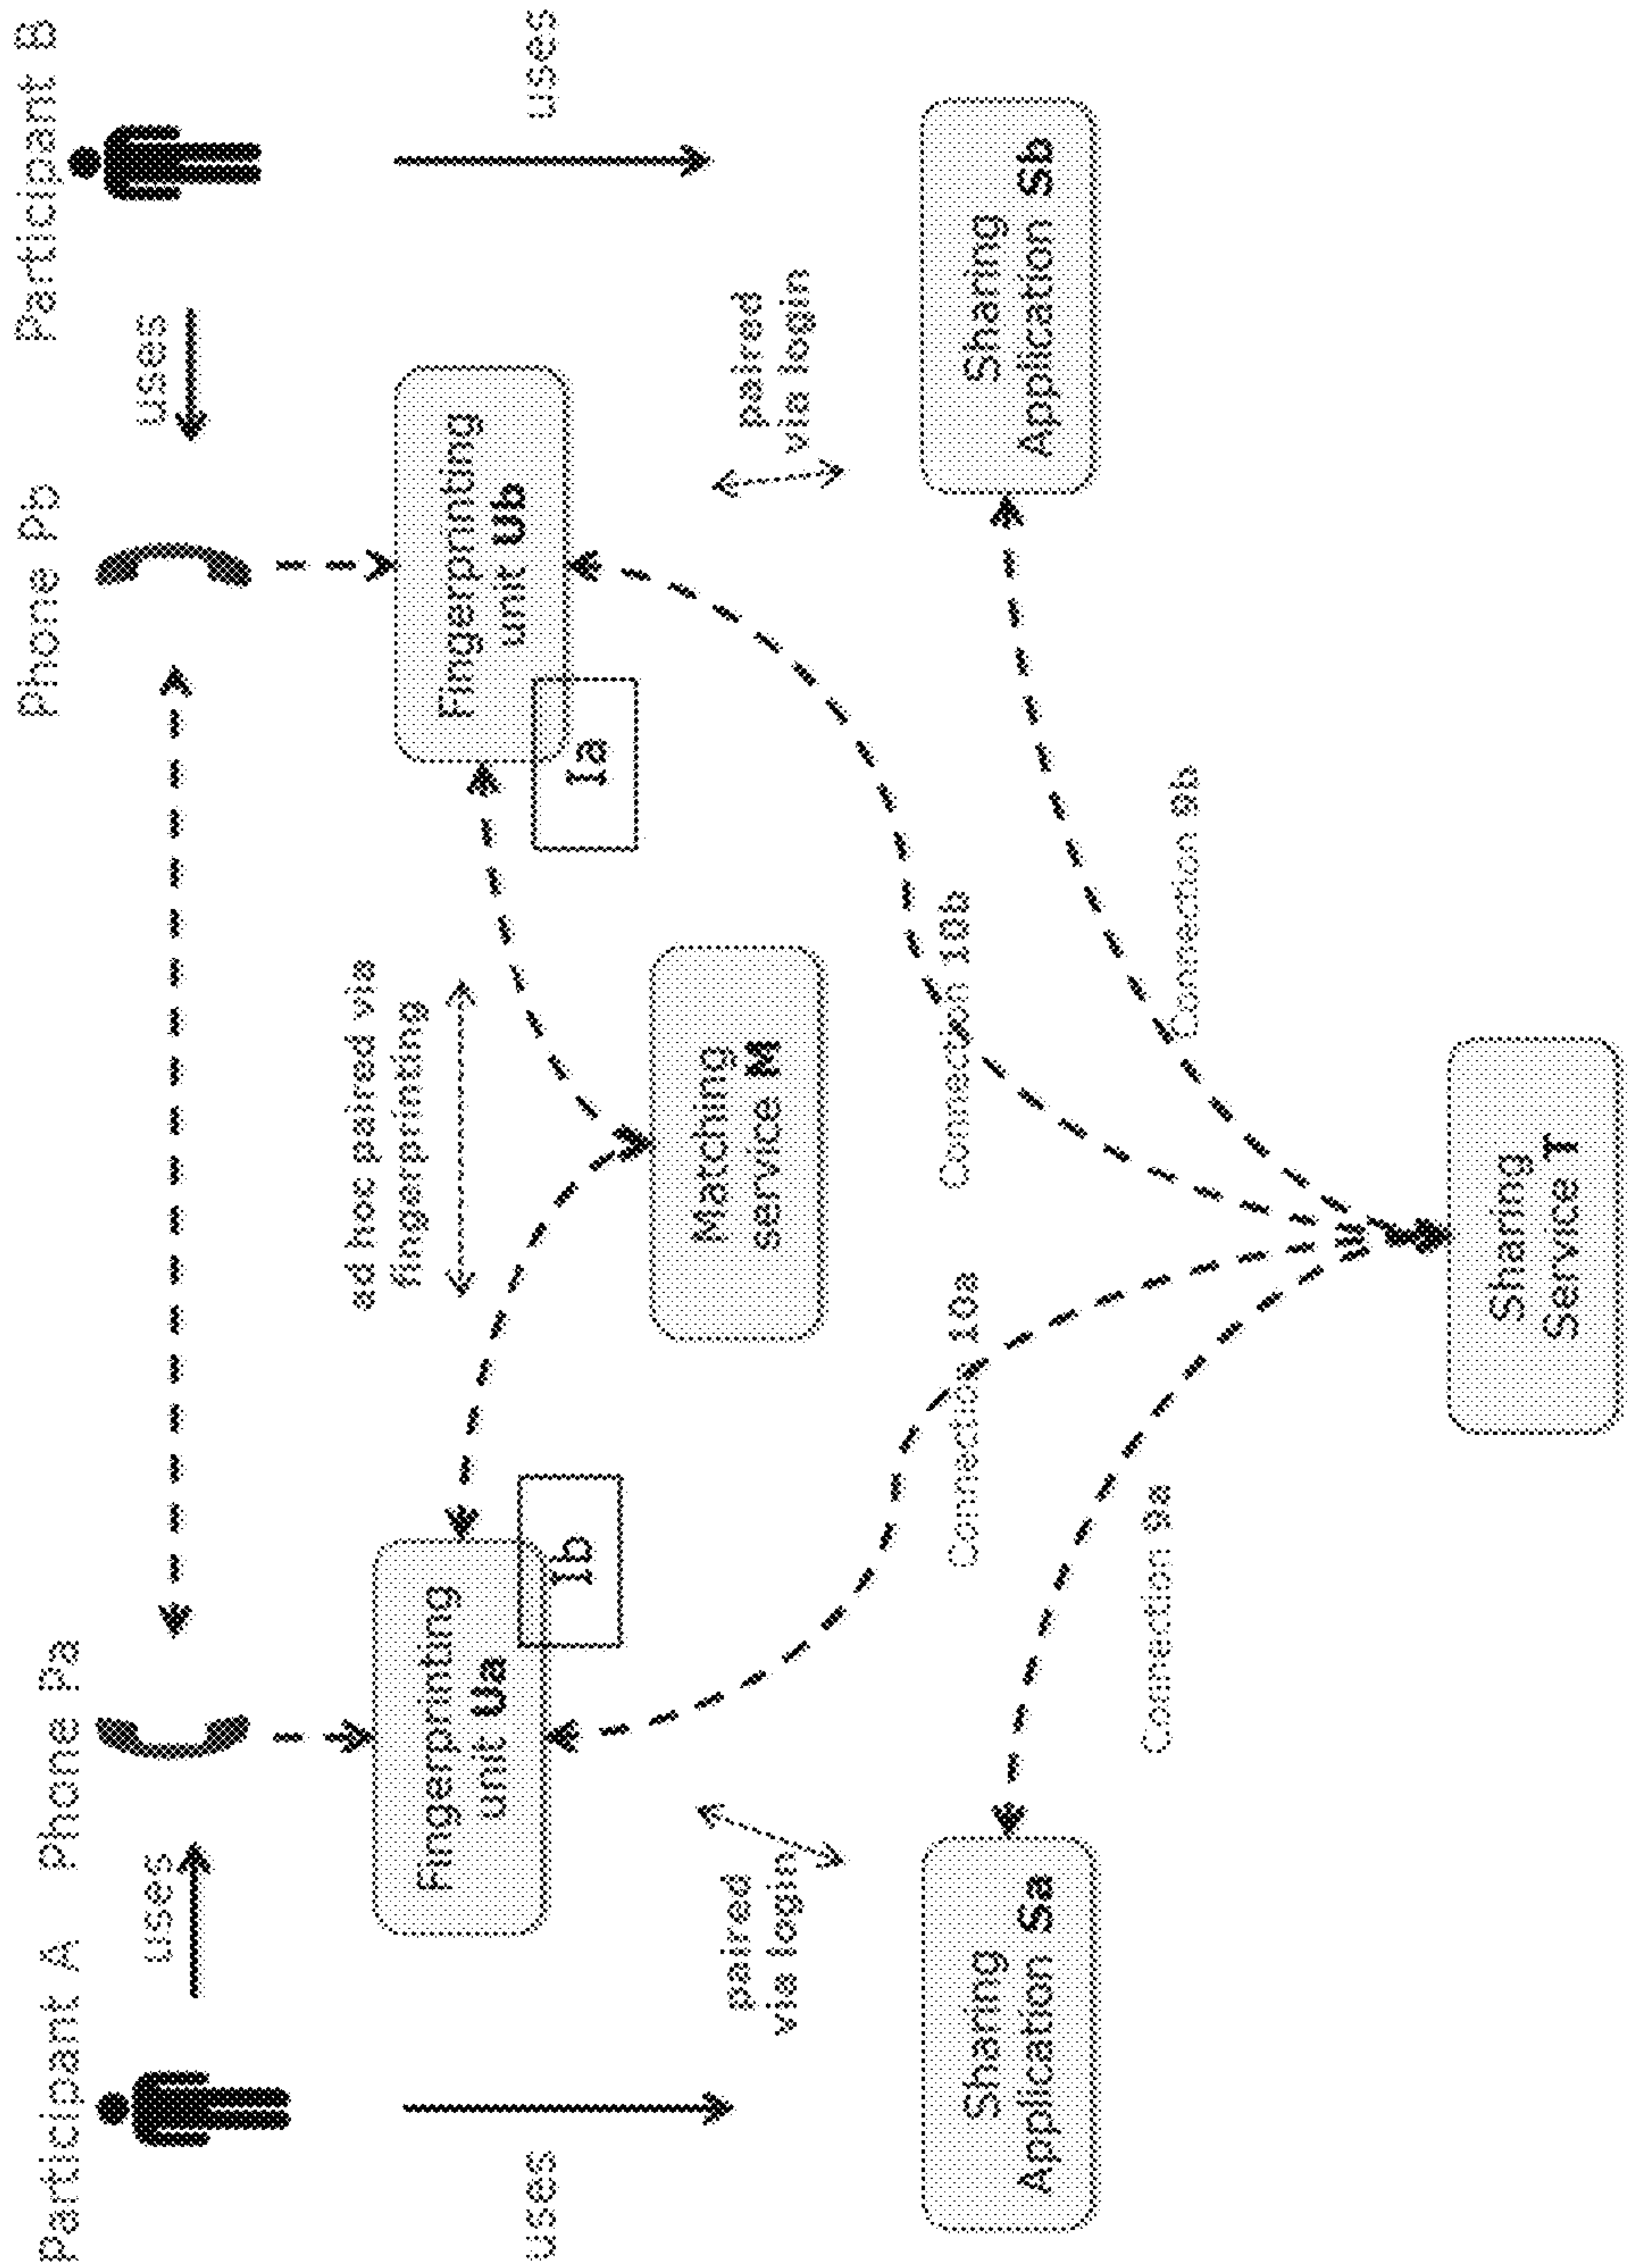 Participant A
Phone Pa
Phone Pb
Participant B
uses
uses
ad hoc paired via
fingerprinting
Fingerprinting
unit Ua
Fingerprinting
unit Ub
uses
uses
Ib
Ia
Matching
service M
paired
via login
paired
via login
Sharing
Application Sa
Sharing
Application Sb
Connection 10a
Connection 10b
Connection 9a
Connection 9b
Sharing
Service T